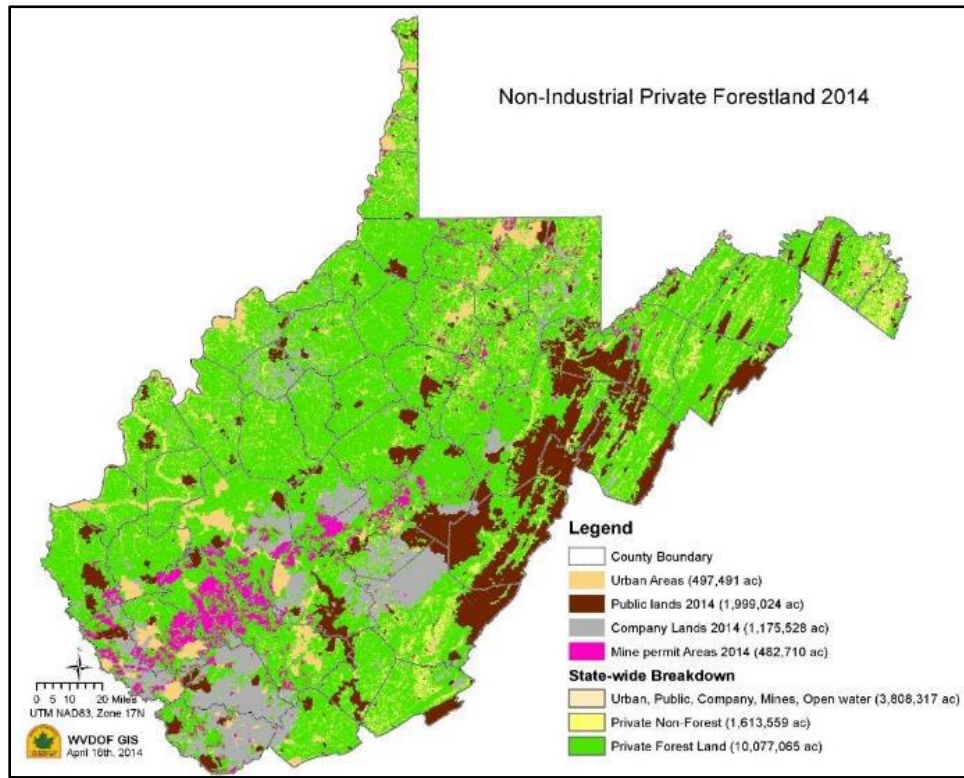 Non-Industrial Private Forestland 2014
Legend
County Boundary
Urban Areas (497,491 ac)
Public lands 2014 (1,999,024 ac)
Company Lands 2014 (1,175,528 ac)
Mine permit Areas 2014 (482,710 ac)
State-wide Breakdown
Urban, Public, Company, Mines, Open water (3,808,317 ac)
Private Non-Forest (1,613,559 ac)
Private Forest Land (10,077,065 ac)
0 5 10 20 Miles
UTM NAD83, Zone 17N
WVDOF GIS
April 16th, 2014